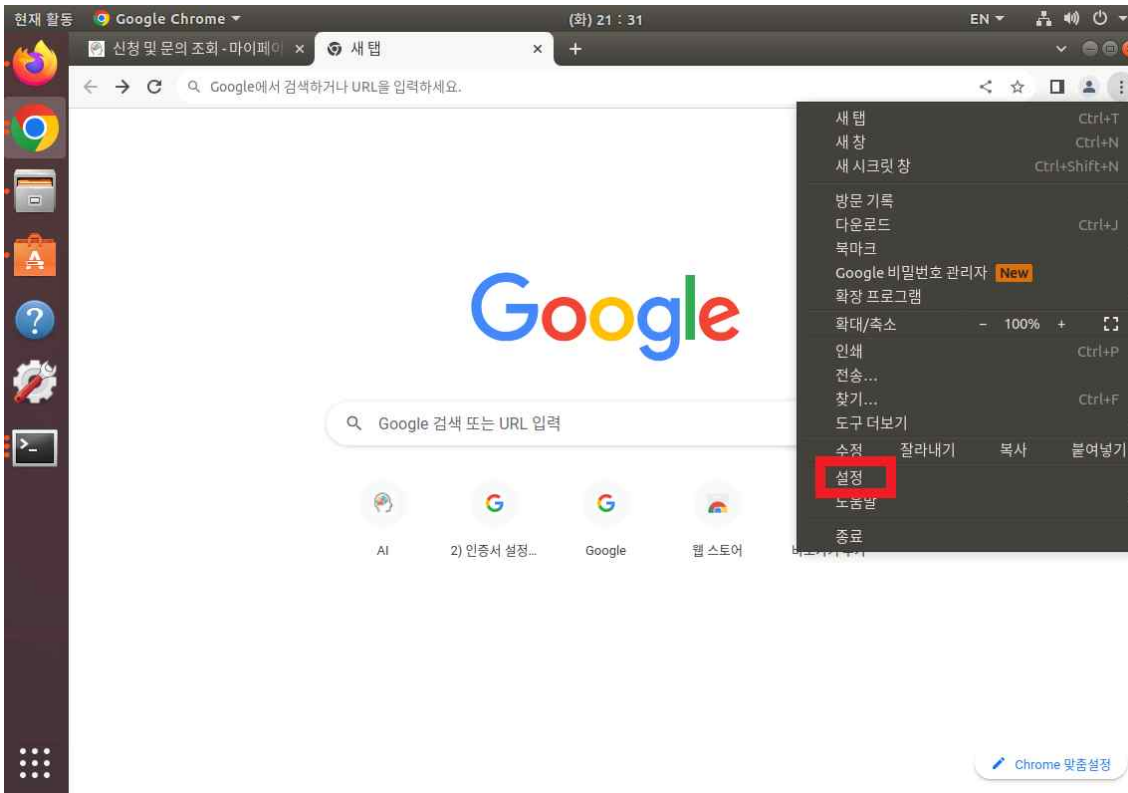 현재 활동 Google Chrome (화) 21 : 31 EN
신청 및 문의 조회 - 마이페이 새 탭
Google에서 검색하거나 URL을 입력하세요.
새 탭 Ctrl+T
새 창 Ctrl+N
새 시크릿 창 Ctrl+Shift+N
방문 기록
다운로드 Ctrl+J
북마크
Google 비밀번호 관리자 New
확장 프로그램
확대/축소 - 100% +
인쇄 Ctrl+P
전송...
찾기... Ctrl+F
도구 더보기
수정 잘라내기 복사 붙여넣기
설정
도움말
종료
Google
Google 검색 또는 URL 입력
AI 2) 인증서 설정... Google 웹 스토어
Chrome 맞춤설정